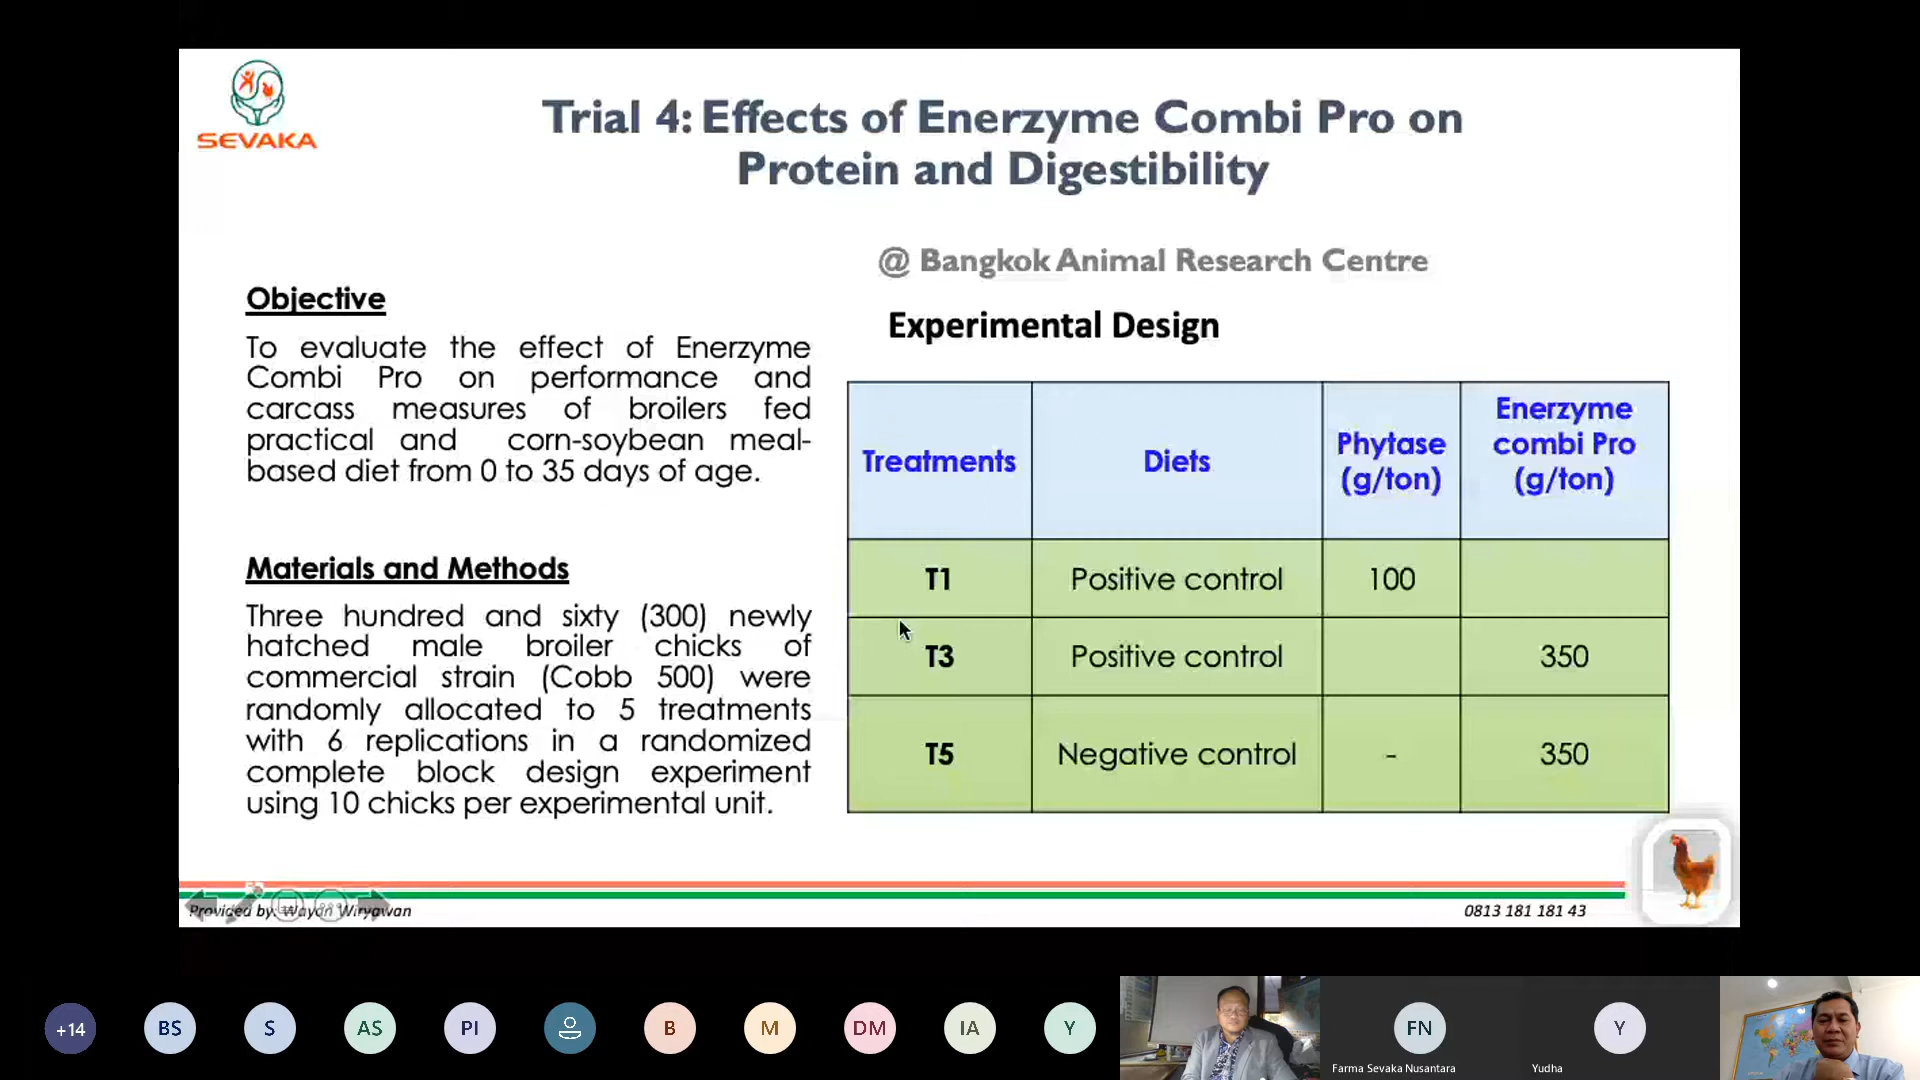 SEVAKA
Trial 4: Effects of Enerzyme Combi Pro on
Protein and Digestibility
@ Bangkok Animal Research Centre
Objective
To evaluate the effect of Enerzyme
Combi Pro on performance and
carcass measures of broilers fed
practical and corn-soybean meal-
based diet from 0 to 35 days of age.
Materials and Methods
Three hundred and sixty (300) newly
hatched male broiler chicks of
commercial strain (Cobb 500) were
randomly allocated to 5 treatments
with 6 replications in a randomized
complete block design experiment
using 10 chicks per experimental unit.
Experimental Design
Treatments Diets Phytase (g/ton) Enerzyme combi Pro (g/ton)
T1 Positive control 100
T3 Positive control 350
T5 Negative control - 350
Provided by: Wayan Wiryawan
0813 181 181 43
+14 BS S AS PI B M DM IA Y FN Y
Farma Sevaka Nusantara Yudha